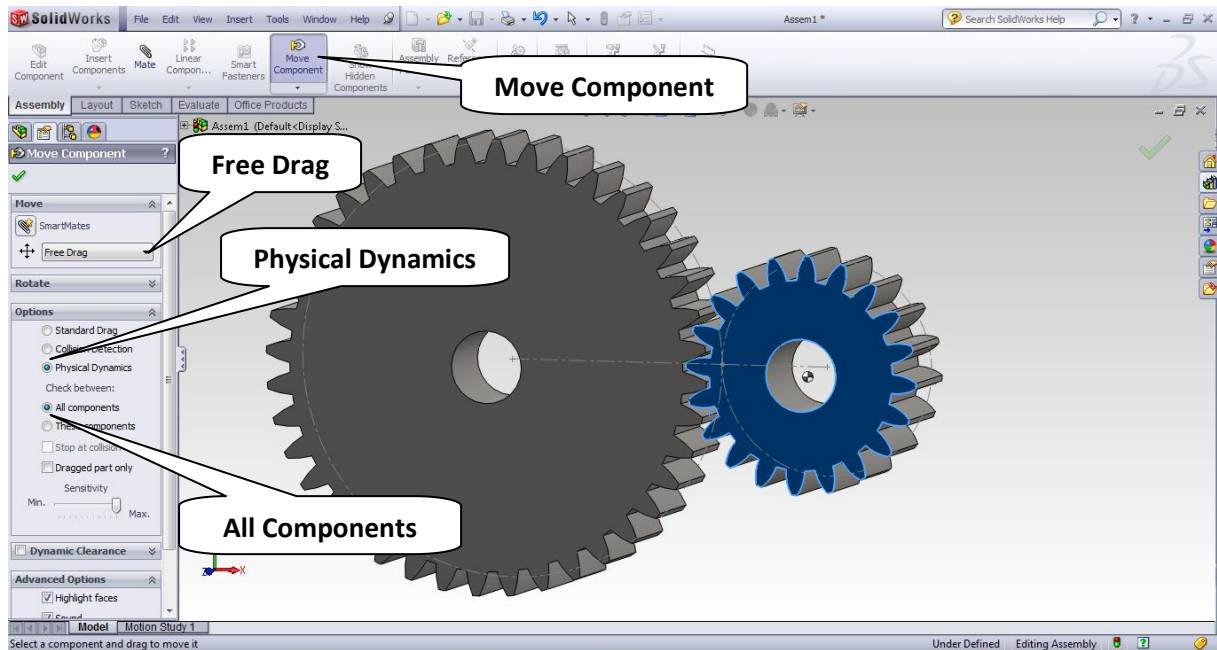 SolidWorks File Edit View Insert Tools Window Help Assem1 * Search SolidWorks Help
Edit Component
Insert Components
Mate
Linear Compon...
Smart Fasteners
Move Component
Show Hidden Components
Assembly
Move Component
Assembly Layout Sketch Evaluate Office Products
Assem1 (Default<Display S...
Move Component ?
Free Drag
Move
SmartMates
Free Drag
Physical Dynamics
Rotate
Options
Standard Drag
Collision Detection
Physical Dynamics
Check between:
All components
These components
Stop at collision
Dragged part only
Sensitivity
Min. Max.
All Components
Dynamic Clearance
Z X
Advanced Options
Highlight faces
Sound
Model Motion Study 1
Select a component and drag to move it Under Defined Editing Assembly